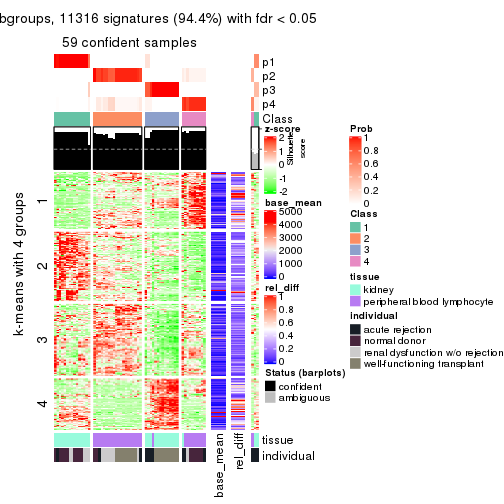 bgroups, 11316 signatures (94.4%) with fdr < 0.05
59 confident samples
p1
p2
p3
p4
Class
Silhouette
score
1
2
3
4
k-means with 4 groups
tissue
individual
base_mean
rel_diff
z-score
2
1
0
-1
-2
base_mean
5000
4000
3000
2000
1000
0
rel_diff
1
0.8
0.6
0.4
0.2
0
Status (barplots)
confident
ambiguous
Prob
1
0.8
0.6
0.4
0.2
0
Class
1
2
3
4
tissue
kidney
peripheral blood lymphocyte
individual
acute rejection
normal donor
renal dysfunction w/o rejection
well-functioning transplant